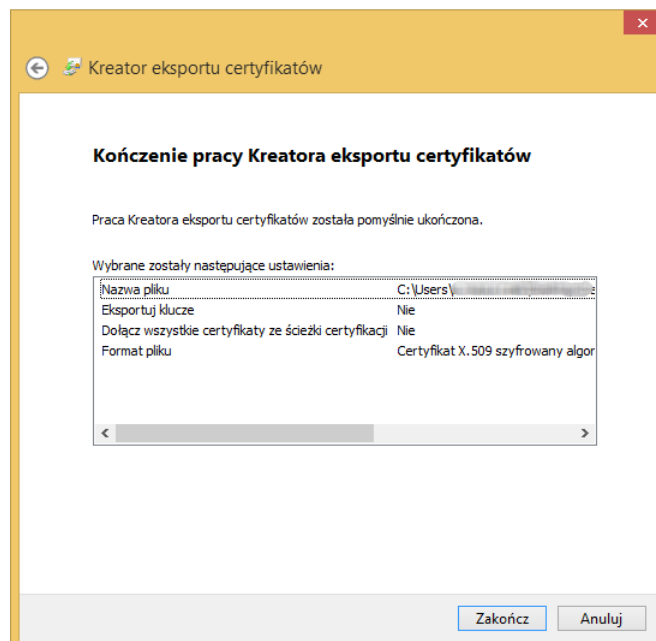 Kreator eksportu certyfikatów
Kończenie pracy Kreatora eksportu certyfikatów
Praca Kreatora eksportu certyfikatów została pomyślnie ukończona.
Wybrane zostały następujące ustawienia:
Nazwa pliku C:\Users\
Eksportuj klucze Nie
Dołącz wszystkie certyfikaty ze ścieżki certyfikacji Nie
Format pliku Certyfikat X.509 szyfrowany algor
Zakończ Anuluj